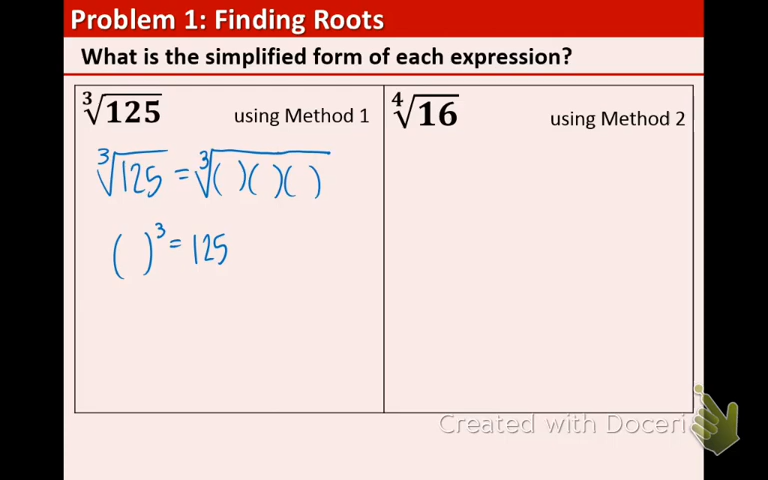 Problem 1: Finding Roots
What is the simplified form of each expression?
∛125 using Method 1
∛125 = ∛( )( )( )
( )³ = 125
∜16 using Method 2
Created with Doceri